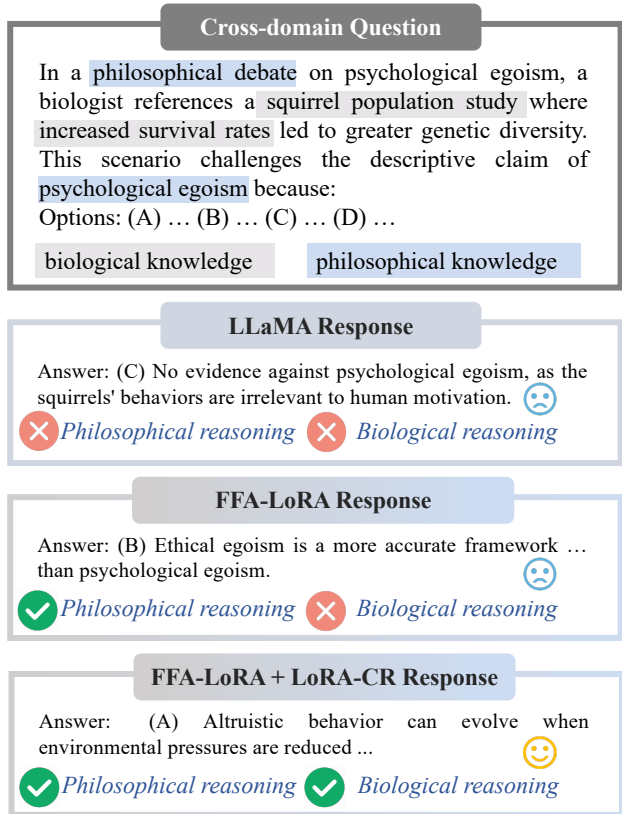 Cross-domain Question
In a philosophical debate on psychological egoism, a
biologist references a squirrel population study where
increased survival rates led to greater genetic diversity.
This scenario challenges the descriptive claim of
psychological egoism because:
Options: (A) … (B) … (C) … (D) …
biological knowledge philosophical knowledge
LLaMA Response
Answer: (C) No evidence against psychological egoism, as the
squirrels' behaviors are irrelevant to human motivation.
Philosophical reasoning Biological reasoning
FFA-LoRA Response
Answer: (B) Ethical egoism is a more accurate framework …
than psychological egoism.
Philosophical reasoning Biological reasoning
FFA-LoRA + LoRA-CR Response
Answer: (A) Altruistic behavior can evolve when
environmental pressures are reduced ...
Philosophical reasoning Biological reasoning